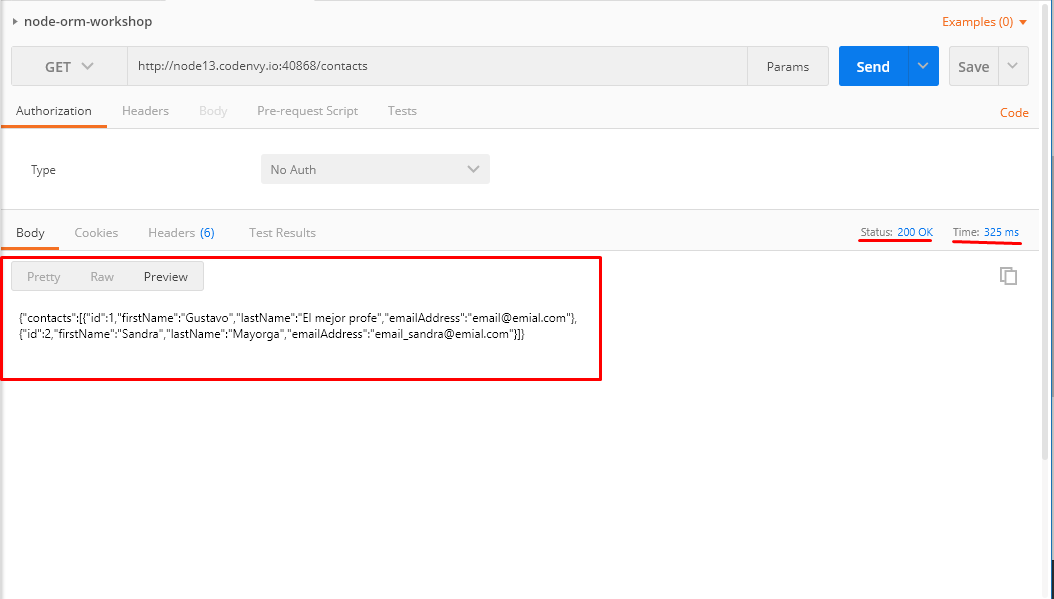 node-orm-workshop Examples (0)
GET http://node13.codenvy.io:40868/contacts Params Send Save
Authorization Headers Body Pre-request Script Tests Code
Type No Auth
Body Cookies Headers (6) Test Results Status: 200 OK Time: 325 ms
Pretty Raw Preview
{"contacts":[{"id":1,"firstName":"Gustavo","lastName":"El mejor profe","emailAddress":"email@emial.com"},
{"id":2,"firstName":"Sandra","lastName":"Mayorga","emailAddress":"email_sandra@emial.com"}]}